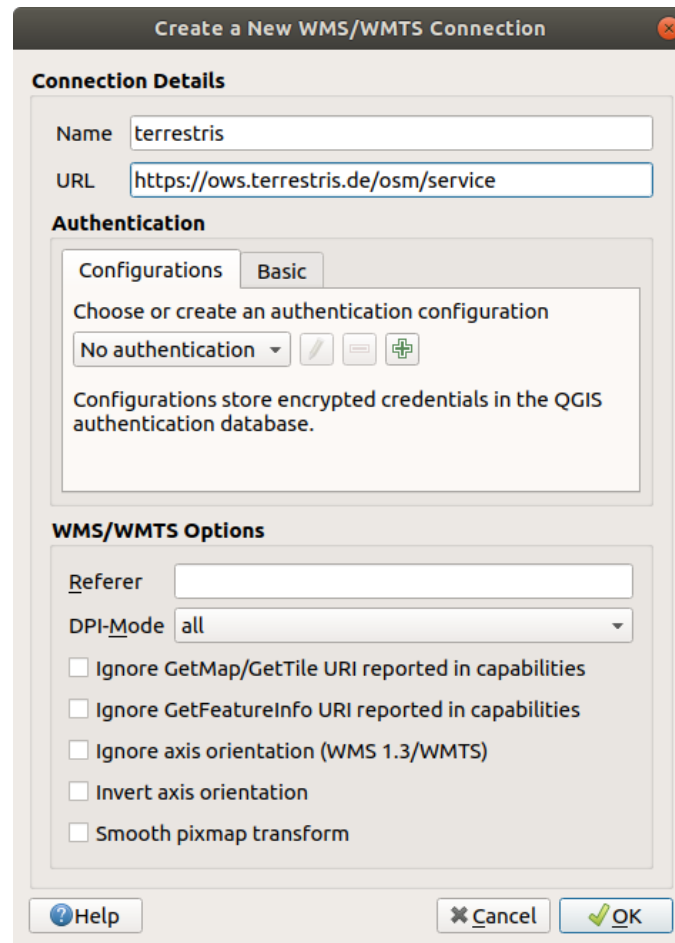 Create a New WMS/WMTS Connection
Connection Details
Name terrestris
URL https://ows.terrestris.de/osm/service
Authentication
Configurations Basic
Choose or create an authentication configuration
No authentication
Configurations store encrypted credentials in the QGIS
authentication database.
WMS/WMTS Options
Referer
DPI-Mode all
Ignore GetMap/GetTile URI reported in capabilities
Ignore GetFeatureInfo URI reported in capabilities
Ignore axis orientation (WMS 1.3/WMTS)
Invert axis orientation
Smooth pixmap transform
Help Cancel OK